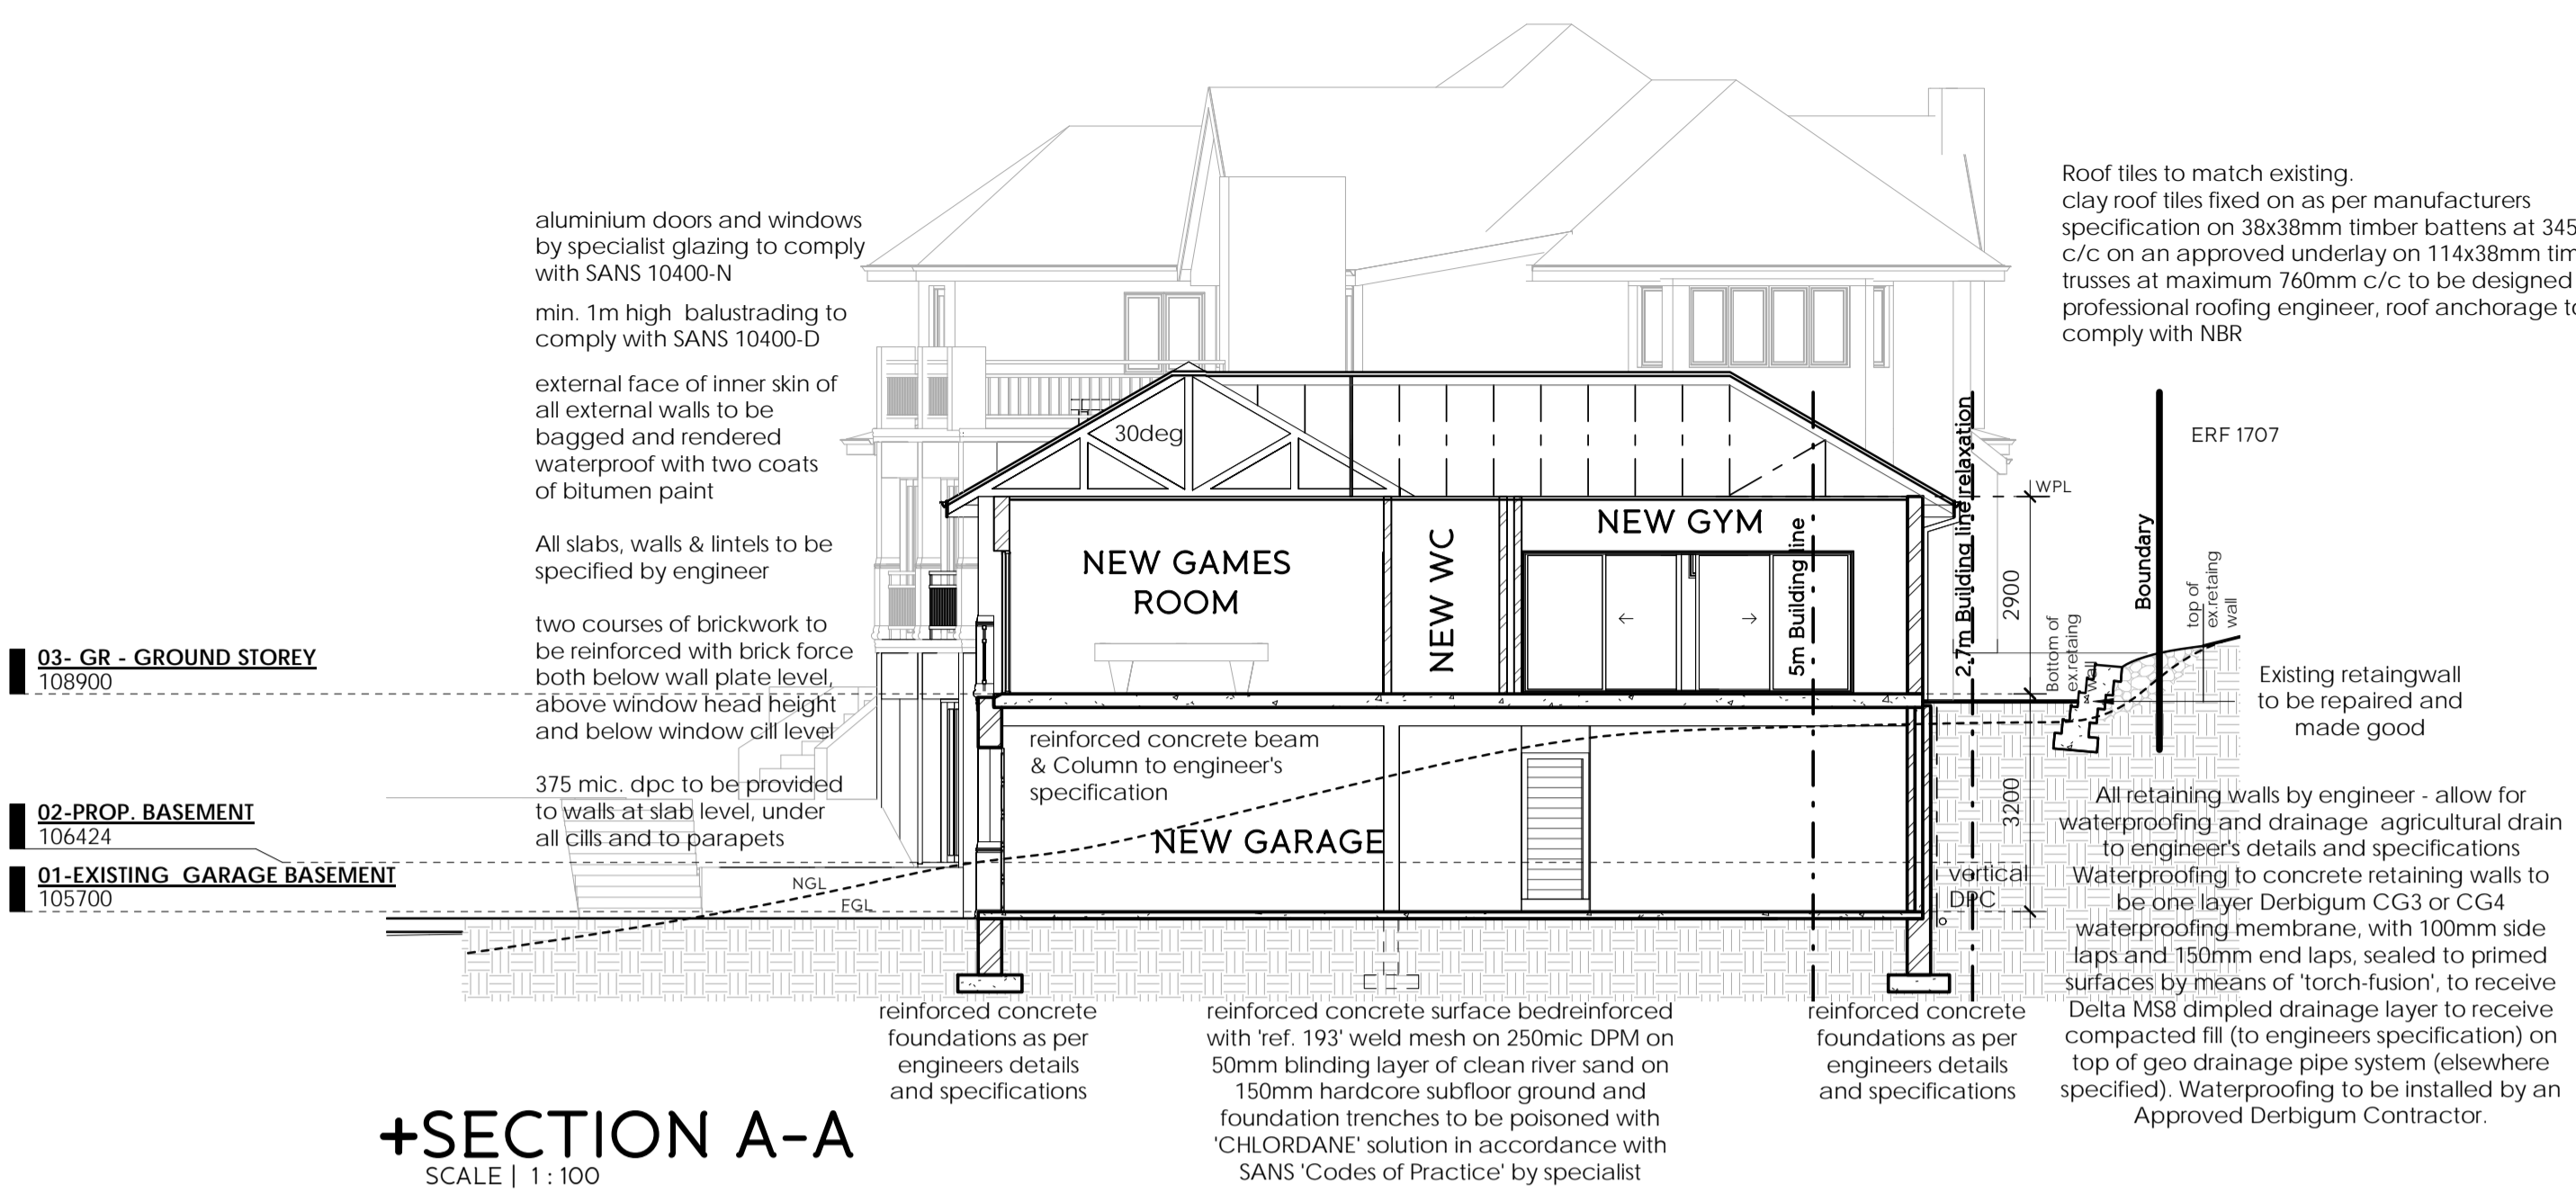 aluminium doors and windows
by specialist glazing to comply
with SANS 10400-N
min. 1m high balustrading to
comply with SANS 10400-D
external face of inner skin of
all external walls to be
bagged and rendered
waterproof with two coats
of bitumen paint
All slabs, walls & lintels to be
specified by engineer
two courses of brickwork to
be reinforced with brick force
both below wall plate level,
above window head height
and below window cill level
375 mic. dpc to be provided
to walls at slab level, under
all cills and to parapets
03- GR - GROUND STOREY
108900
02-PROP. BASEMENT
106424
01-EXISTING GARAGE BASEMENT
105700
NGL
FGL
30deg
NEW GAMES
ROOM
NEW WC
NEW GYM
5m Building line
2.7m Building line relaxation
reinforced concrete beam
& Column to engineer's
specification
NEW GARAGE
WPL
2900
3200
vertical
DPC
Bottom of
ex.retaing
wall
Boundary
top of
ex.retaing
wall
ERF 1707
Roof tiles to match existing.
clay roof tiles fixed on as per manufacturers
specification on 38x38mm timber battens at 345
c/c on an approved underlay on 114x38mm tim
trusses at maximum 760mm c/c to be designed
professional roofing engineer, roof anchorage to
comply with NBR
Existing retaingwall
to be repaired and
made good
All retaining walls by engineer - allow for
waterproofing and drainage agricultural drain
to engineer's details and specifications
Waterproofing to concrete retaining walls to
be one layer Derbigum CG3 or CG4
waterproofing membrane, with 100mm side
laps and 150mm end laps, sealed to primed
surfaces by means of 'torch-fusion', to receive
Delta MS8 dimpled drainage layer to receive
compacted fill (to engineers specification) on
top of geo drainage pipe system (elsewhere
specified). Waterproofing to be installed by an
Approved Derbigum Contractor.
reinforced concrete
foundations as per
engineers details
and specifications
reinforced concrete surface bedreinforced
with 'ref. 193' weld mesh on 250mic DPM on
50mm blinding layer of clean river sand on
150mm hardcore subfloor ground and
foundation trenches to be poisoned with
'CHLORDANE' solution in accordance with
SANS 'Codes of Practice' by specialist
reinforced concrete
foundations as per
engineers details
and specifications
+SECTION A-A
SCALE | 1 : 100